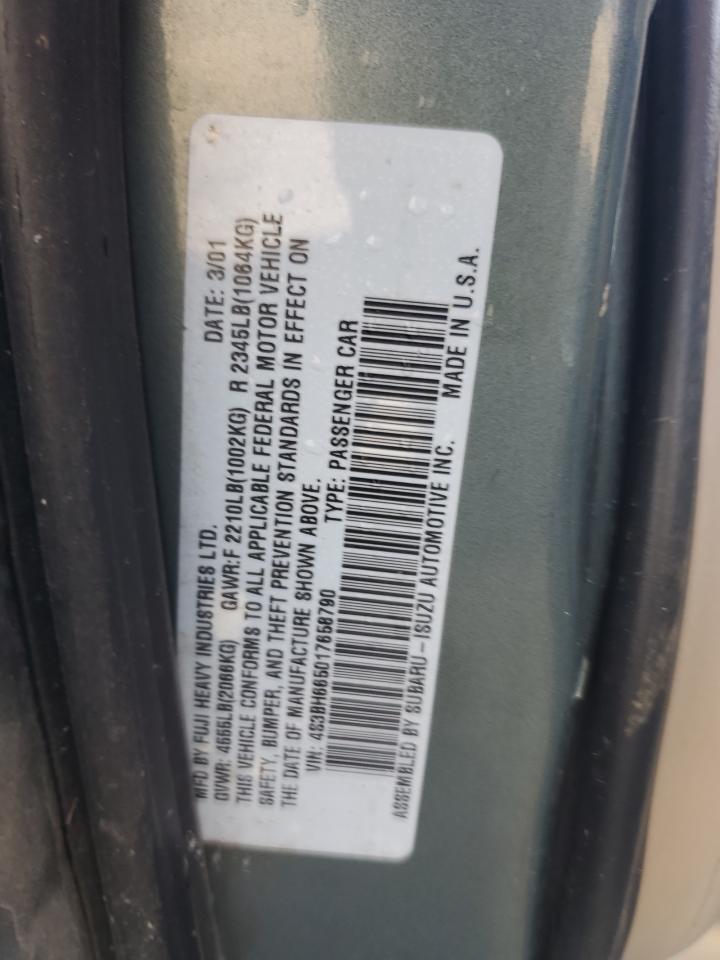 MFD BY FUJI HEAVY INDUSTRIES LTD. DATE: 3/01
GVWR: 4555LB(2066KG) GAWR:F 2210LB(1002KG) R 2345LB(1064KG)
THIS VEHICLE CONFORMS TO ALL APPLICABLE FEDERAL MOTOR VEHICLE
SAFETY, BUMPER, AND THEFT PREVENTION STANDARDS IN EFFECT ON
THE DATE OF MANUFACTURE SHOWN ABOVE.
VIN: 4S3BH665017658790 TYPE: PASSENGER CAR
ASSEMBLED BY SUBARU-ISUZU AUTOMOTIVE INC. MADE IN U.S.A.